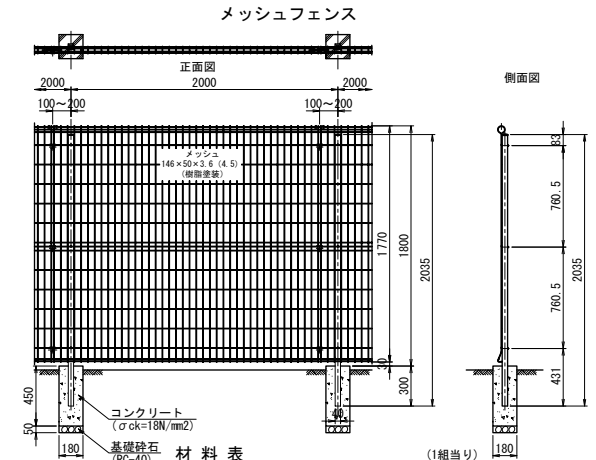 メッシュフェンス
正面図
側面図
2000
2000
2000
100~200
100~200
メッシュ
146×50×3.6 (4.5)
(樹脂塗装)
1770
1800
2035
30
300
83
760.5
760.5
2035
431
450
50
コンクリート
(σck=18N/mm2)
40
基礎砕石
(RC-40)
180
材 料 表
(1組当り)
180